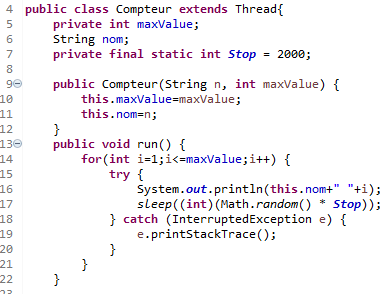 4 public class Compteur extends Thread{
5     private int maxValue;
6     String nom;
7     private final static int Stop = 2000;
8
9     public Compteur(String n, int maxValue) {
10         this.maxValue=maxValue;
11         this.nom=n;
12     }
13     public void run() {
14         for(int i=1;i<=maxValue;i++) {
15             try {
16                 System.out.println(this.nom+" "+i);
17                 sleep((int)(Math.random() * Stop));
18             } catch (InterruptedException e) {
19                 e.printStackTrace();
20             }
21         }
22     }
23